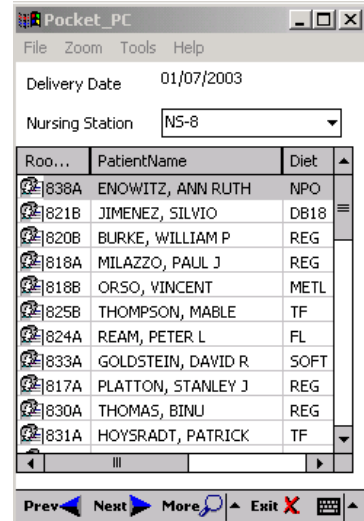 Pocket_PC
File Zoom Tools Help
Delivery Date 01/07/2003
Nursing Station NS-8
Roo... PatientName Diet
838A ENOWITZ, ANN RUTH NPO
821B JIMENEZ, SILVIO DB18
820B BURKE, WILLIAM P REG
818A MILAZZO, PAUL J REG
818B ORSO, VINCENT METL
825B THOMPSON, MABLE TF
824A REAM, PETER L FL
833A GOLDSTEIN, DAVID R SOFT
817A PLATTON, STANLEY J REG
830A THOMAS, BINU REG
831A HOYSRADT, PATRICK TF
Prev Next More Exit